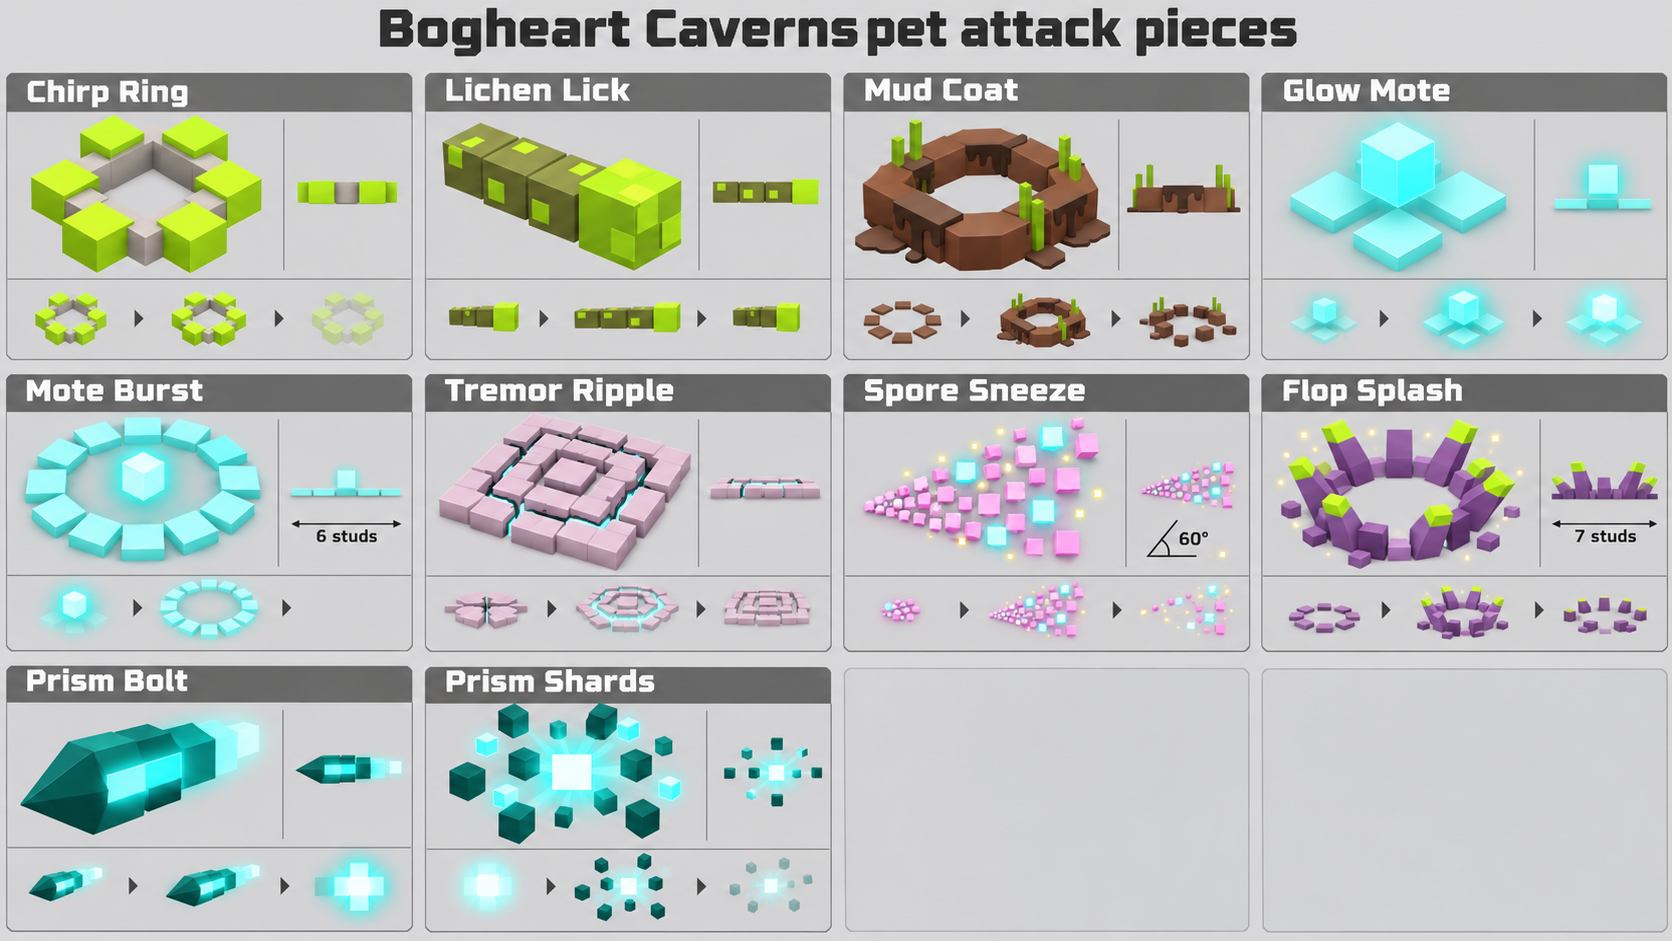 Bogheart Caverns pet attack pieces
Chirp Ring
Lichen Lick
Mud Coat
Glow Mote
Mote Burst
6 studs
Tremor Ripple
Spore Sneeze
60°
Flop Splash
7 studs
Prism Bolt
Prism Shards